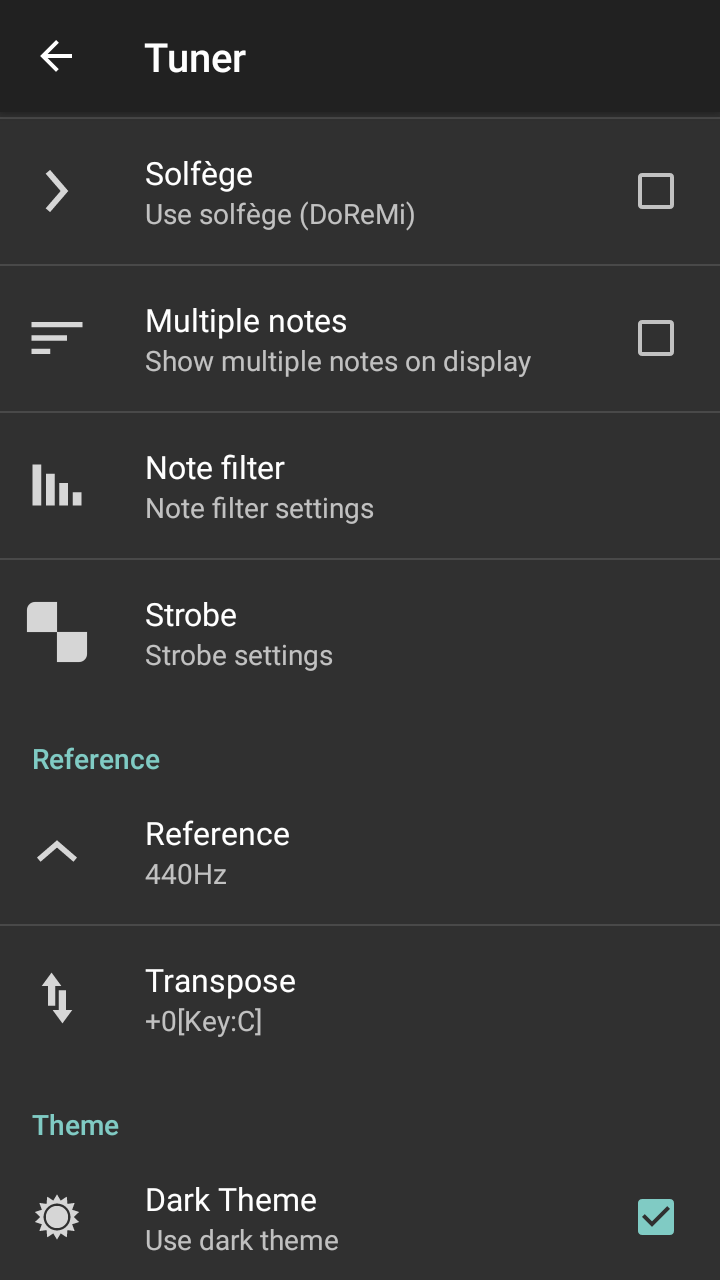 Tuner
Solfège
Use solfège (DoReMi)
Multiple notes
Show multiple notes on display
Note filter
Note filter settings
Strobe
Strobe settings
Reference
Reference
440Hz
Transpose
+0[Key:C]
Theme
Dark Theme
Use dark theme